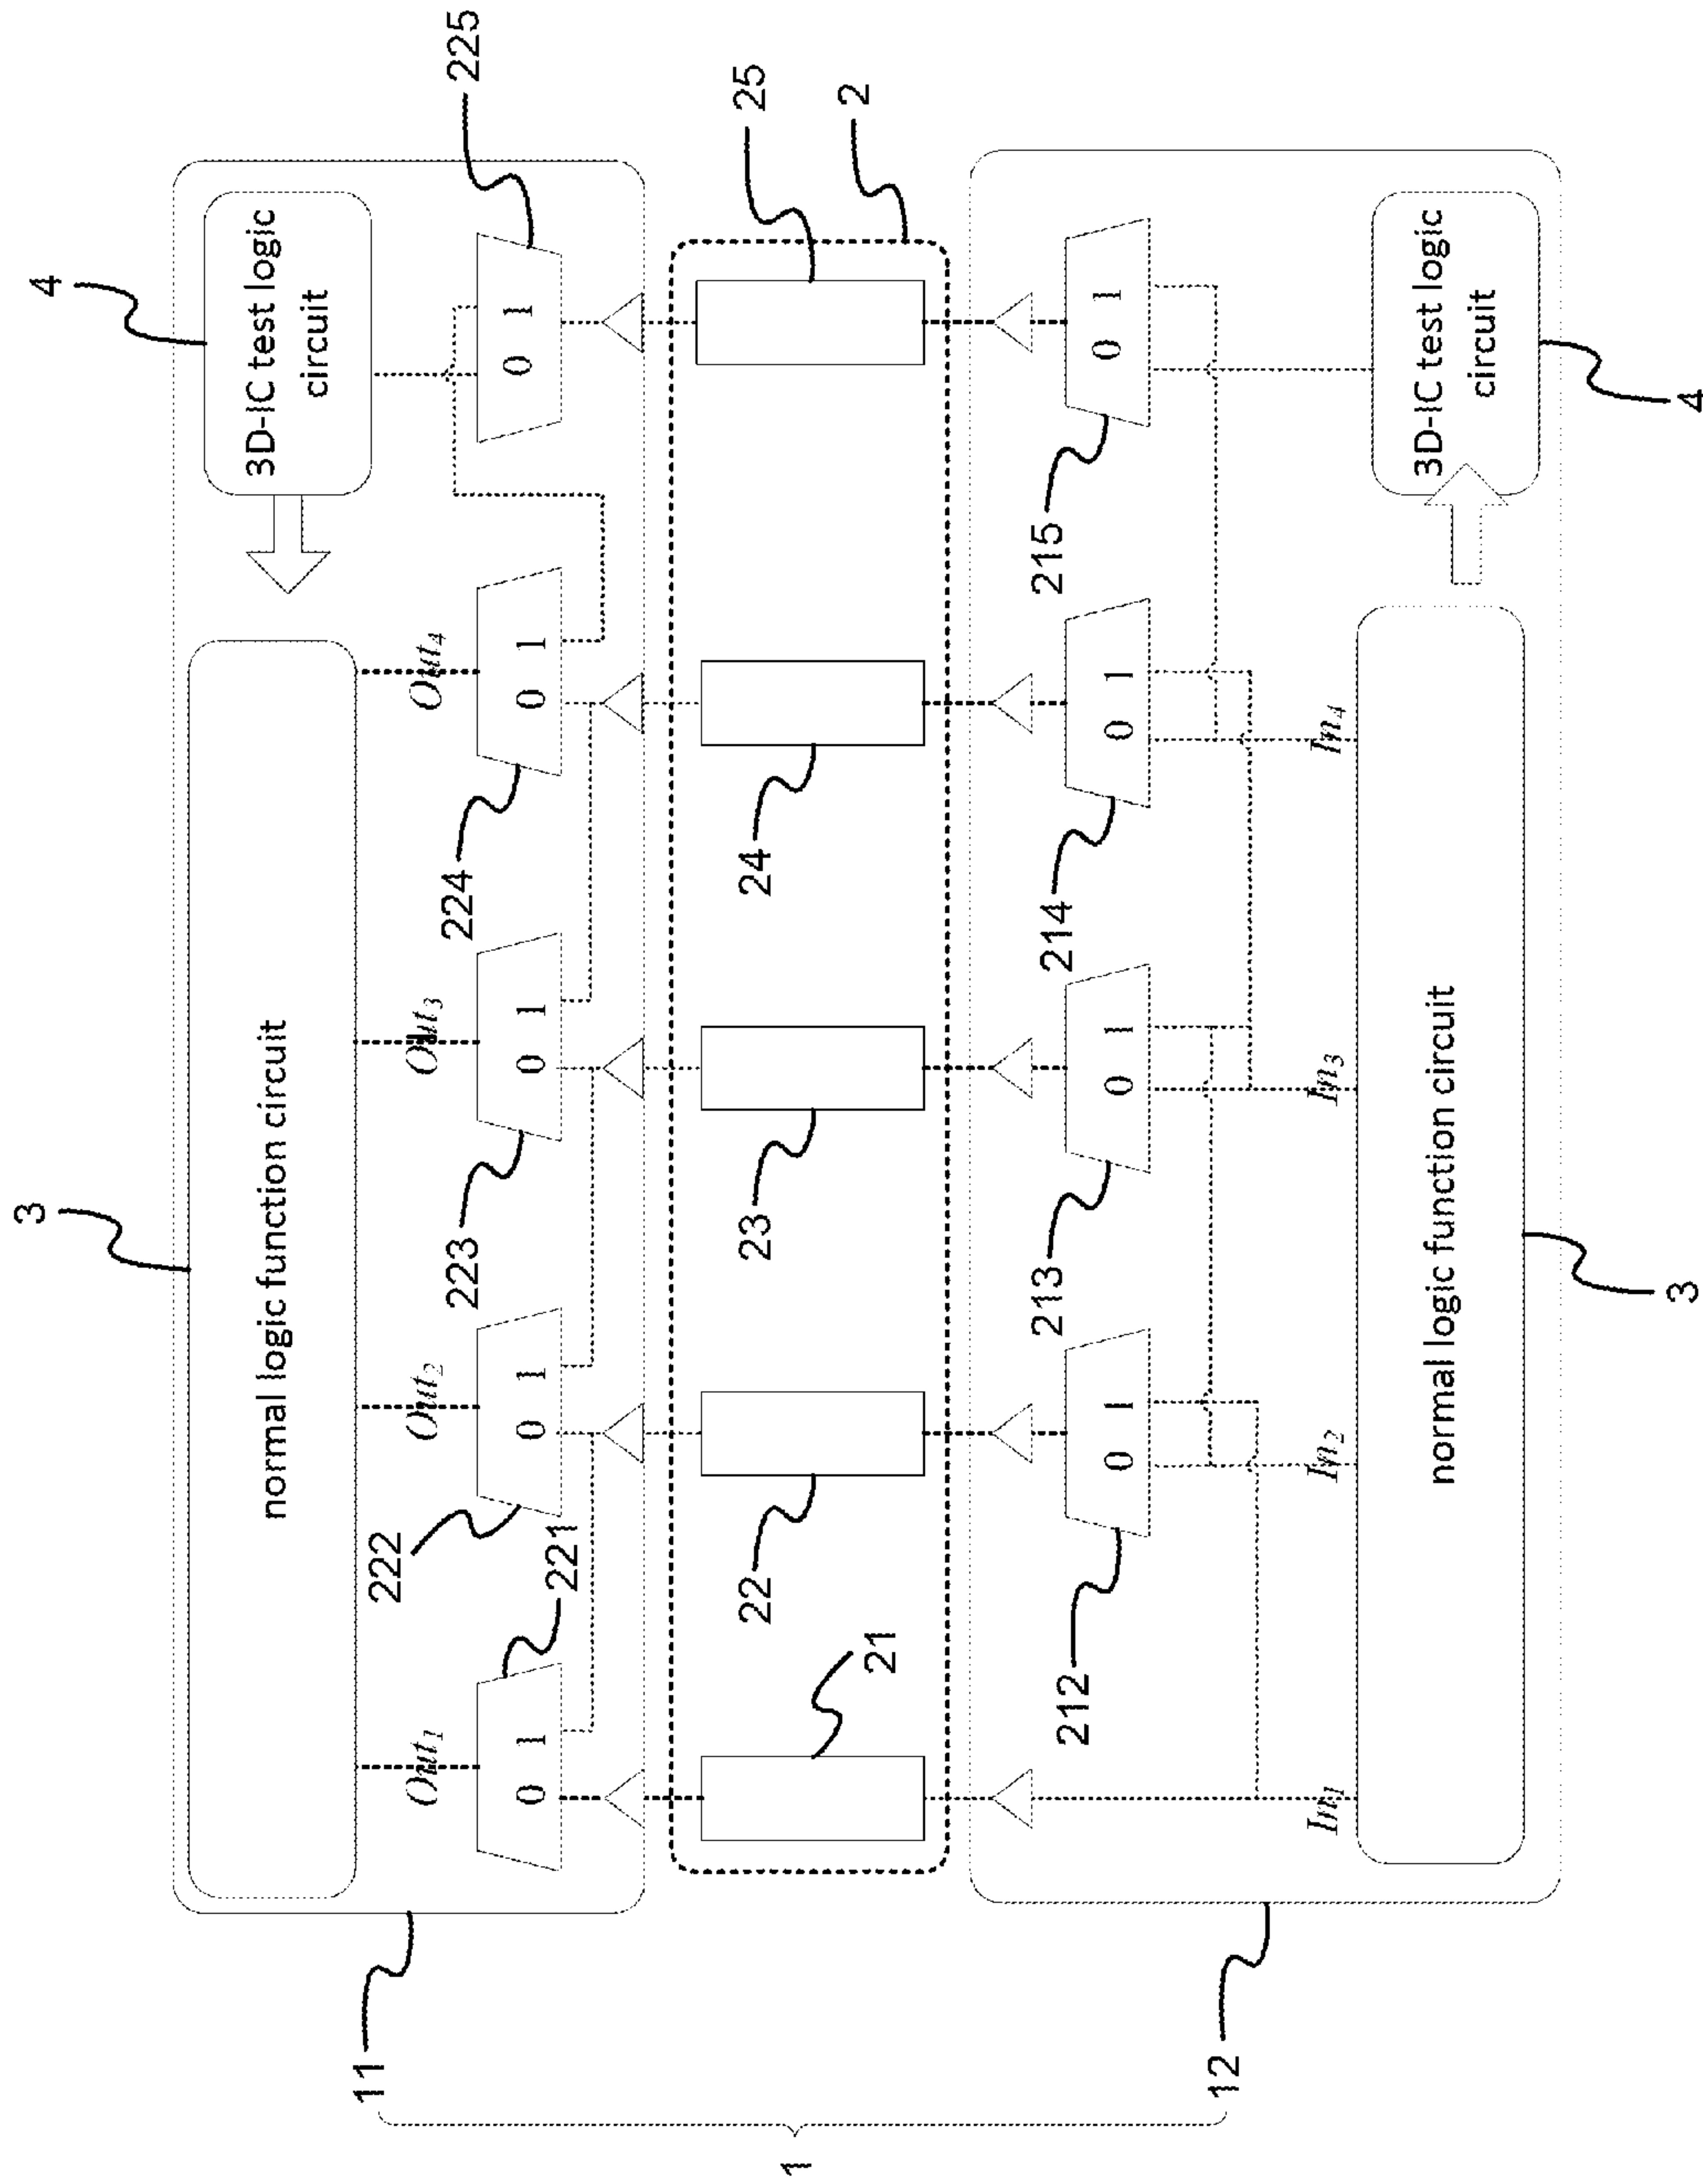 1
11
12
3
4
normal logic function circuit
3D-IC test logic
circuit
Out₁
Out₂
Out₃
Out₄
222
223
224
225
0 1
0 1
0 1
0 1
0 1
221
25
2
21
22
23
24
0 1
0 1
0 1
0 1
212
213
214
215
In₁
In₂
In₃
In₄
normal logic function circuit
3D-IC test logic
circuit
3
4